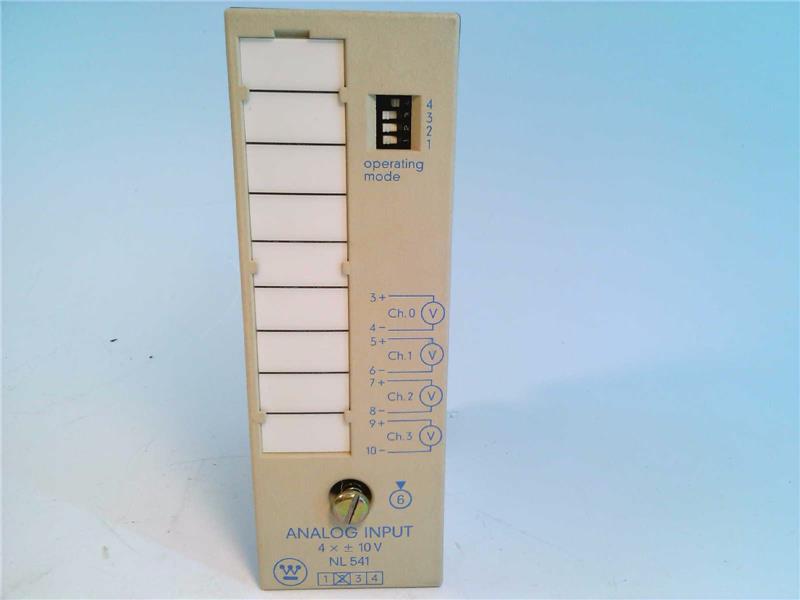 4
3
2
1
operating
mode
3+
Ch.0 V
4-
5+
Ch.1 V
6-
7+
Ch.2 V
8-
9+
Ch.3 V
10-
6
ANALOG INPUT
4 × ± 10 V
NL 541
W
1 2 3 4